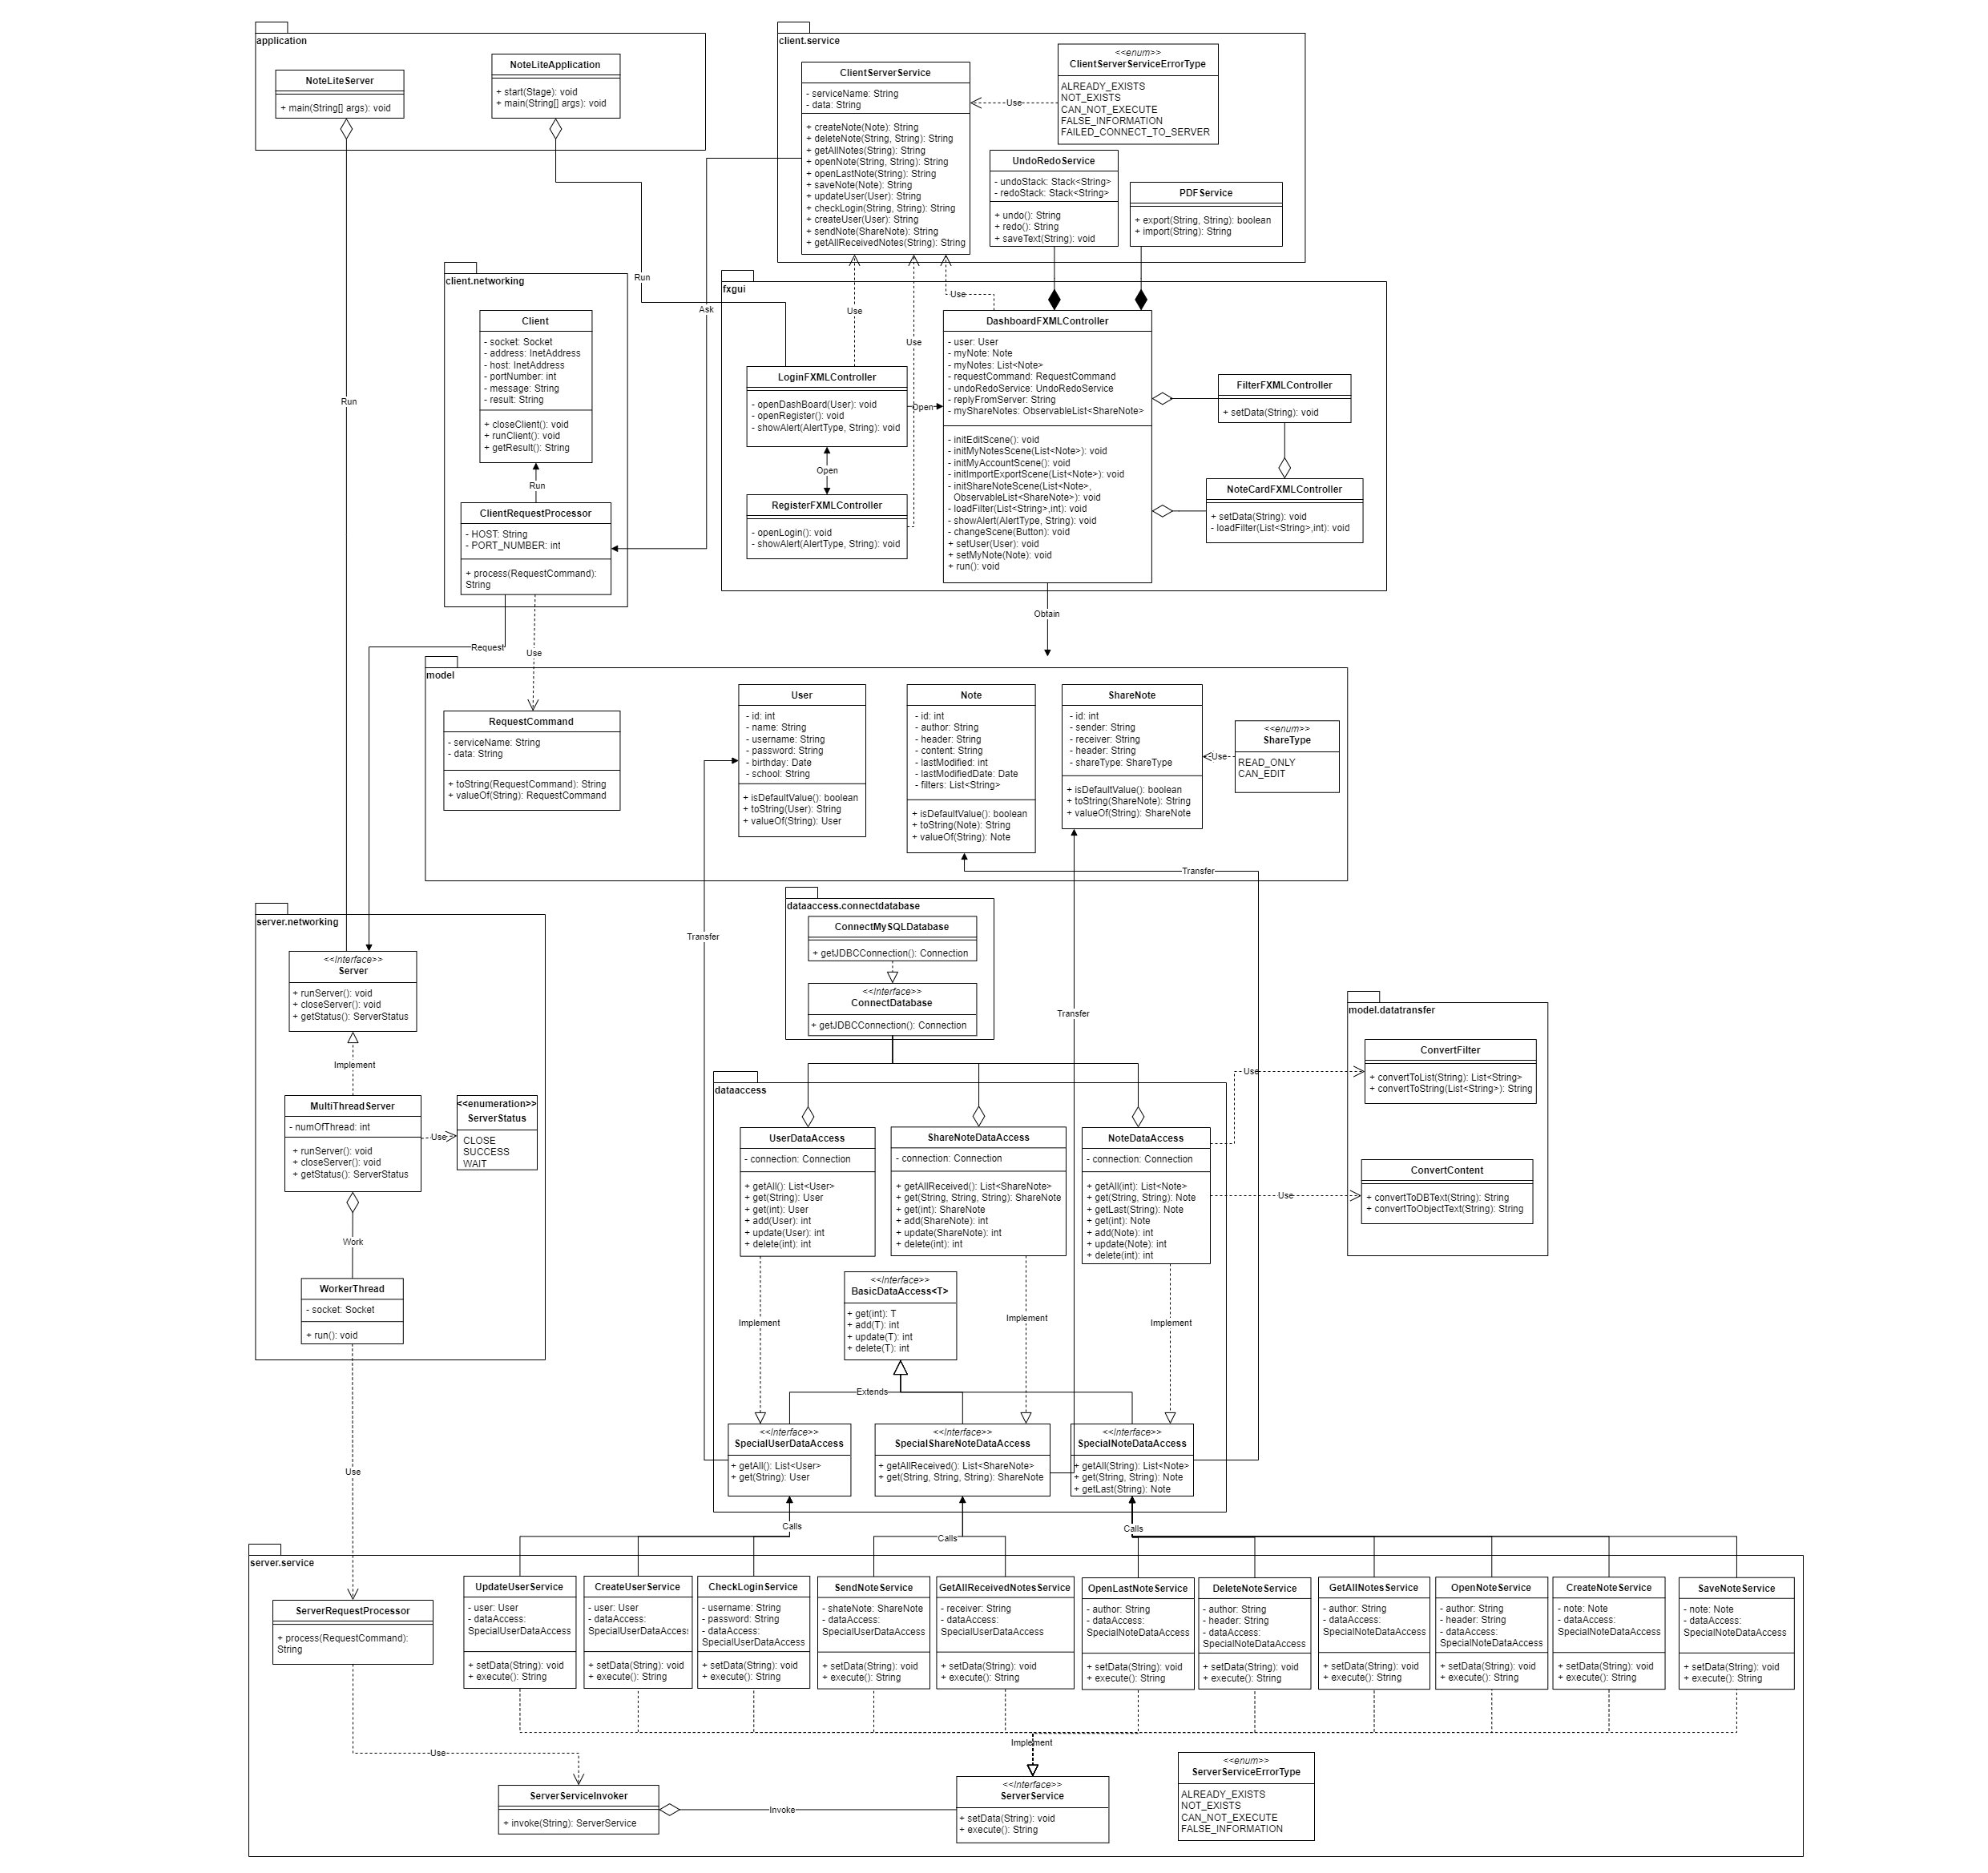 application
NoteLiteServer
+ main(String[] args): void
NoteLiteApplication
+ start(Stage): void
+ main(String[] args): void
client.service
ClientServerService
- serviceName: String
- data: String
+ createNote(Note): String
+ deleteNote(String, String): String
+ getAllNotes(String): String
+ openNote(String, String): String
+ openLastNote(String): String
+ saveNote(Note): String
+ updateUser(User): String
+ checkLogin(String, String): String
+ createUser(User): String
+ sendNote(ShareNote): String
+ getAllReceivedNotes(String): String
Use
<<enum>>
ClientServerServiceErrorType
ALREADY_EXISTS
NOT_EXISTS
CAN_NOT_EXECUTE
FALSE_INFORMATION
FAILED_CONNECT_TO_SERVER
UndoRedoService
- undoStack: Stack<String>
- redoStack: Stack<String>
+ undo(): String
+ redo(): String
+ saveText(String): void
PDFService
+ export(String, String): boolean
+ import(String): String
Run
Run
Ask
client.networking
Client
- socket: Socket
- address: InetAddress
- host: InetAddress
- portNumber: int
- message: String
- result: String
+ closeClient(): void
+ runClient(): void
+ getResult(): String
Run
ClientRequestProcessor
- HOST: String
- PORT_NUMBER: int
+ process(RequestCommand):
String
fxgui
Use
Use
Use
LoginFXMLController
- openDashBoard(User): void
- openRegister(): void
- showAlert(AlertType, String): void
Open
Open
RegisterFXMLController
- openLogin(): void
- showAlert(AlertType, String): void
DashboardFXMLController
- user: User
- myNote: Note
- myNotes: List<Note>
- requestCommand: RequestCommand
- undoRedoService: UndoRedoService
- replyFromServer: String
- myShareNotes: ObservableList<ShareNote>
- initEditScene(): void
- initMyNotesScene(List<Note>): void
- initMyAccountScene(): void
- initImportExportScene(List<Note>): void
- initShareNoteScene(List<Note>,
ObservableList<ShareNote>): void
- loadFilter(List<String>,int): void
- showAlert(AlertType, String): void
- changeScene(Button): void
+ setUser(User): void
+ setMyNote(Note): void
+ run(): void
FilterFXMLController
+ setData(String): void
NoteCardFXMLController
+ setData(String): void
- loadFilter(List<String>,int): void
Obtain
Request
Use
model
RequestCommand
- serviceName: String
- data: String
+ toString(RequestCommand): String
+ valueOf(String): RequestCommand
User
- id: int
- name: String
- username: String
- password: String
- birthday: Date
- school: String
+ isDefaultValue(): boolean
+ toString(User): String
+ valueOf(String): User
Note
- id: int
- author: String
- header: String
- content: String
- lastModified: int
- lastModifiedDate: Date
- filters: List<String>
+ isDefaultValue(): boolean
+ toString(Note): String
+ valueOf(String): Note
ShareNote
- id: int
- sender: String
- receiver: String
- header: String
- shareType: ShareType
+ isDefaultValue(): boolean
+ toString(ShareNote): String
+ valueOf(String): ShareNote
Use
<<enum>>
ShareType
READ_ONLY
CAN_EDIT
Transfer
Transfer
Transfer
server.networking
<<Interface>>
Server
+ runServer(): void
+ closeServer(): void
+ getStatus(): ServerStatus
Implement
MultiThreadServer
- numOfThread: int
+ runServer(): void
+ closeServer(): void
+ getStatus(): ServerStatus
Use
<<enumeration>>
ServerStatus
CLOSE
SUCCESS
WAIT
Work
WorkerThread
- socket: Socket
+ run(): void
Use
dataaccess.connectdatabase
ConnectMySQLDatabase
+ getJDBCConnection(): Connection
<<Interface>>
ConnectDatabase
+ getJDBCConnection(): Connection
model.datatransfer
ConvertFilter
+ convertToList(String): List<String>
+ convertToString(List<String>): String
ConvertContent
+ convertToDBText(String): String
+ convertToObjectText(String): String
Use
Use
dataaccess
UserDataAccess
- connection: Connection
+ getAll(): List<User>
+ get(String): User
+ get(int): User
+ add(User): int
+ update(User): int
+ delete(int): int
ShareNoteDataAccess
- connection: Connection
+ getAllReceived(): List<ShareNote>
+ get(String, String, String): ShareNote
+ get(int): ShareNote
+ add(ShareNote): int
+ update(ShareNote): int
+ delete(int): int
NoteDataAccess
- connection: Connection
+ getAll(int): List<Note>
+ get(String, String): Note
+ getLast(String): Note
+ get(int): Note
+ add(Note): int
+ update(Note): int
+ delete(int): int
<<Interface>>
BasicDataAccess<T>
+ get(int): T
+ add(T): int
+ update(T): int
+ delete(T): int
Implement
Implement
Implement
Extends
<<Interface>>
SpecialUserDataAccess
+ getAll(): List<User>
+ get(String): User
<<Interface>>
SpecialShareNoteDataAccess
+ getAllReceived(): List<ShareNote>
+ get(String, String, String): ShareNote
<<Interface>>
SpecialNoteDataAccess
+ getAll(String): List<Note>
+ get(String, String): Note
+ getLast(String): Note
Calls
Calls
Calls
server.service
ServerRequestProcessor
+ process(RequestCommand):
String
UpdateUserService
- user: User
- dataAccess:
SpecialUserDataAccess
+ setData(String): void
+ execute(): String
CreateUserService
- user: User
- dataAccess:
SpecialUserDataAccess
+ setData(String): void
+ execute(): String
CheckLoginService
- username: String
- password: String
- dataAccess:
SpecialUserDataAccess
+ setData(String): void
+ execute(): String
SendNoteService
- shateNote: ShareNote
- dataAccess:
SpecialUserDataAccess
+ setData(String): void
+ execute(): String
GetAllReceivedNotesService
- receiver: String
- dataAccess:
SpecialUserDataAccess
+ setData(String): void
+ execute(): String
OpenLastNoteService
- author: String
- dataAccess:
SpecialNoteDataAccess
+ setData(String): void
+ execute(): String
DeleteNoteService
- author: String
- header: String
- dataAccess:
SpecialNoteDataAccess
+ setData(String): void
+ execute(): String
GetAllNotesService
- author: String
- dataAccess:
SpecialNoteDataAccess
+ setData(String): void
+ execute(): String
OpenNoteService
- author: String
- header: String
- dataAccess:
SpecialNoteDataAccess
+ setData(String): void
+ execute(): String
CreateNoteService
- note: Note
- dataAccess:
SpecialNoteDataAccess
+ setData(String): void
+ execute(): String
SaveNoteService
- note: Note
- dataAccess:
SpecialNoteDataAccess
+ setData(String): void
+ execute(): String
Implement
Use
ServerServiceInvoker
+ invoke(String): ServerService
Invoke
<<Interface>>
ServerService
+ setData(String): void
+ execute(): String
<<enum>>
ServerServiceErrorType
ALREADY_EXISTS
NOT_EXISTS
CAN_NOT_EXECUTE
FALSE_INFORMATION